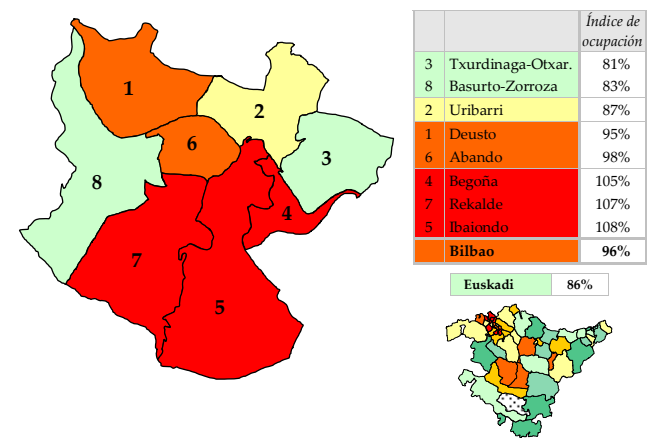 Índice de
ocupación
3 Txurdinaga-Otxar. 81%
8 Basurto-Zorroza 83%
2 Uribarri 87%
1 Deusto 95%
6 Abando 98%
4 Begoña 105%
7 Rekalde 107%
5 Ibaiondo 108%
Bilbao 96%
Euskadi 86%
1
2
6
3
8
4
7
5